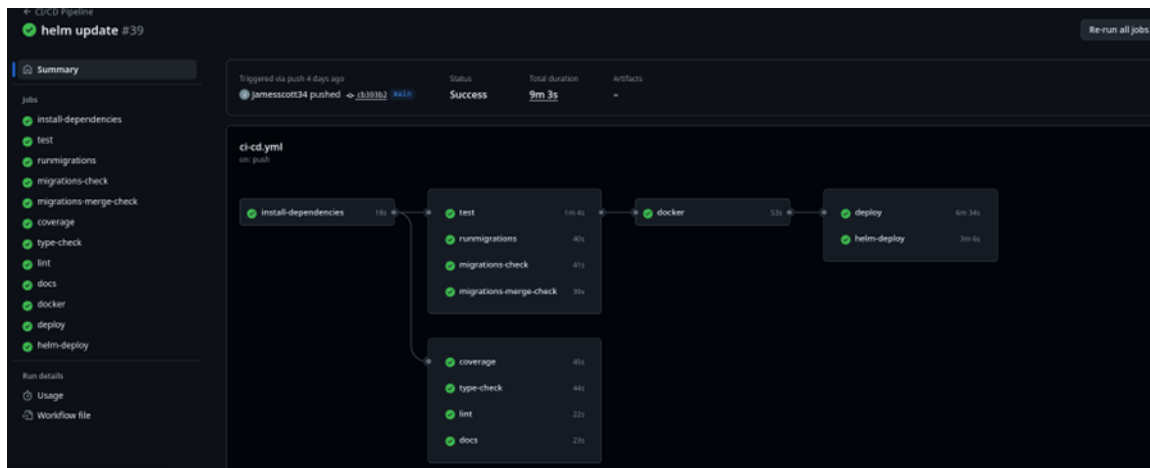 ← CI/CD Pipeline
helm update #39
Re-run all jobs
Summary
Jobs
install-dependencies
test
runmigrations
migrations-check
migrations-merge-check
coverage
type-check
lint
docs
docker
deploy
helm-deploy
Run details
Usage
Workflow file
Triggered via push 4 days ago
Jamesscott34 pushed cb393b2 main
Status
Success
Total duration
9m 3s
Artifacts
–
ci-cd.yml
on: push
install-dependencies 18s
test 1m 4s
runmigrations 40s
migrations-check 41s
migrations-merge-check 39s
coverage 45s
type-check 44s
lint 22s
docs 23s
docker 53s
deploy 6m 34s
helm-deploy 3m 6s